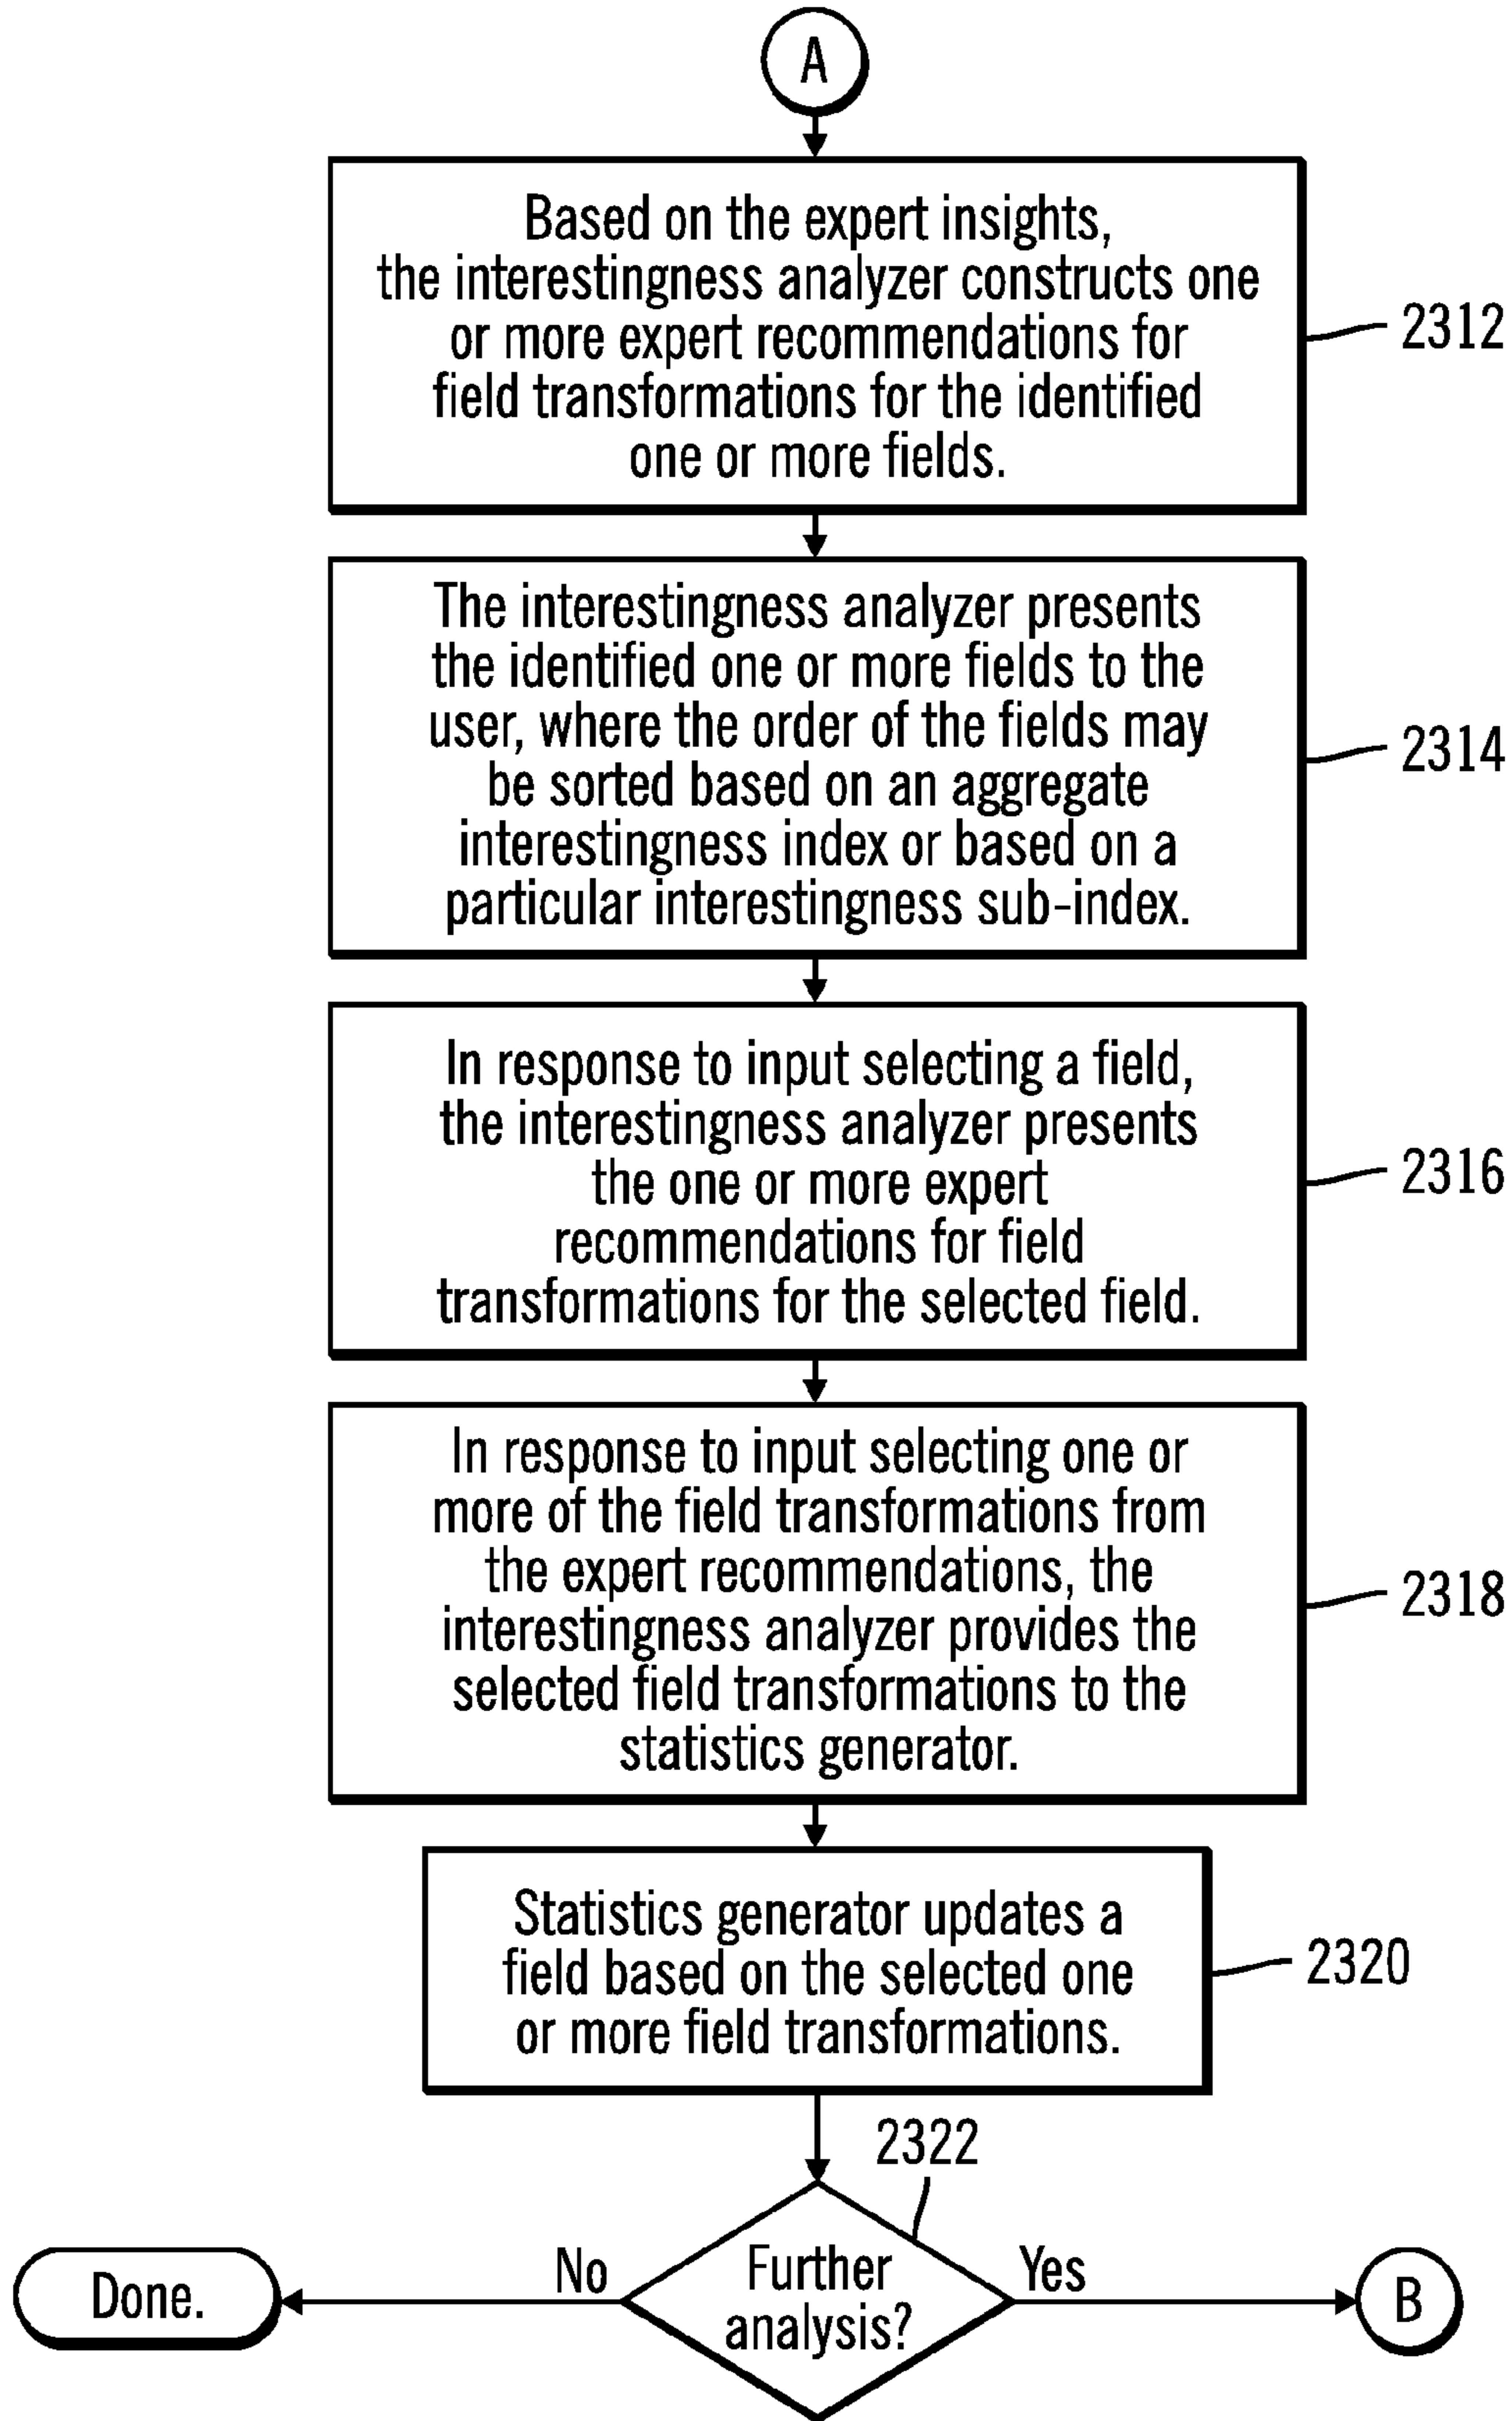 A
Based on the expert insights,
the interestingness analyzer constructs one
or more expert recommendations for
field transformations for the identified
one or more fields.
2312
The interestingness analyzer presents
the identified one or more fields to the
user, where the order of the fields may
be sorted based on an aggregate
interestingness index or based on a
particular interestingness sub-index.
2314
In response to input selecting a field,
the interestingness analyzer presents
the one or more expert
recommendations for field
transformations for the selected field.
2316
In response to input selecting one or
more of the field transformations from
the expert recommendations, the
interestingness analyzer provides the
selected field transformations to the
statistics generator.
2318
Statistics generator updates a
field based on the selected one
or more field transformations.
2320
2322
Further
analysis?
No
Yes
Done.
B